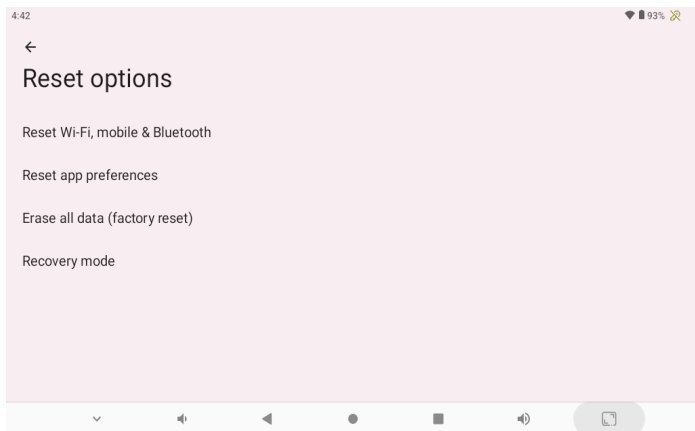 4:42
93%
Reset options
Reset Wi-Fi, mobile & Bluetooth
Reset app preferences
Erase all data (factory reset)
Recovery mode